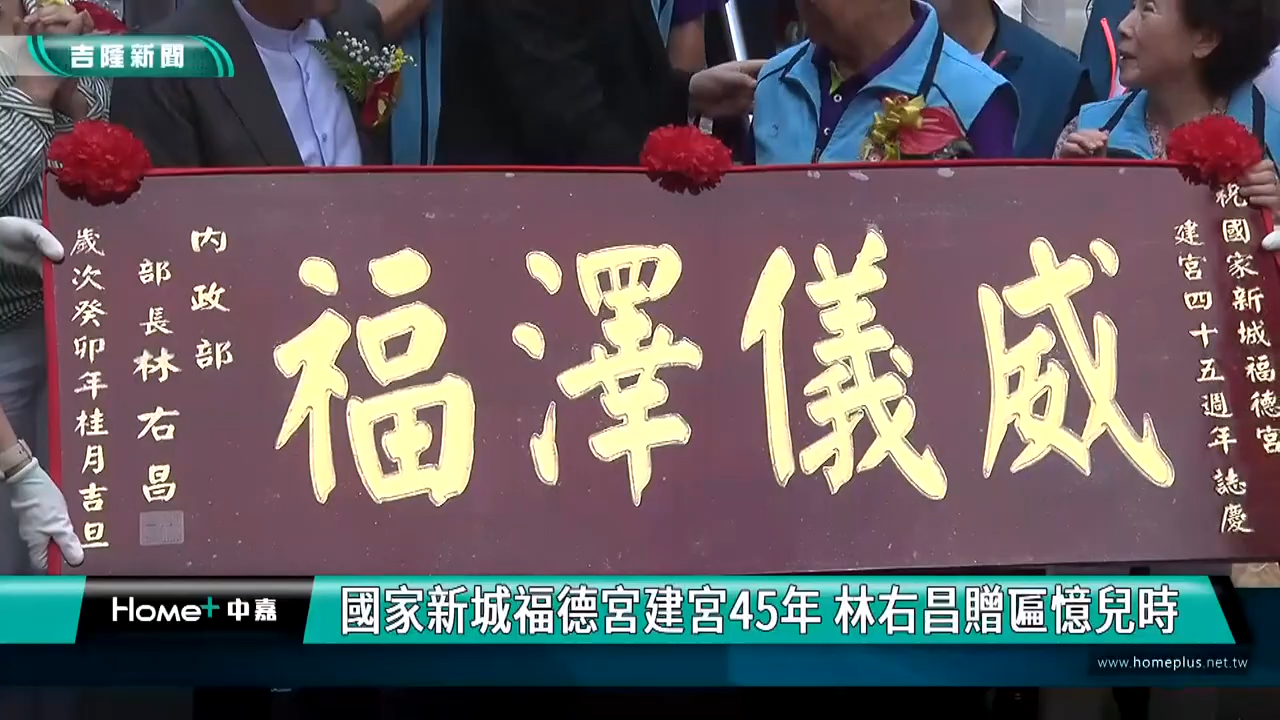 吉隆新聞
祝國家新城福德宮
建宮四十五週年誌慶
威儀澤福
內政部
部長林右昌
歲次癸卯年桂月吉旦
Home+中嘉
國家新城福德宮建宮45年 林右昌贈匾憶兒時
www.homeplus.net.tw